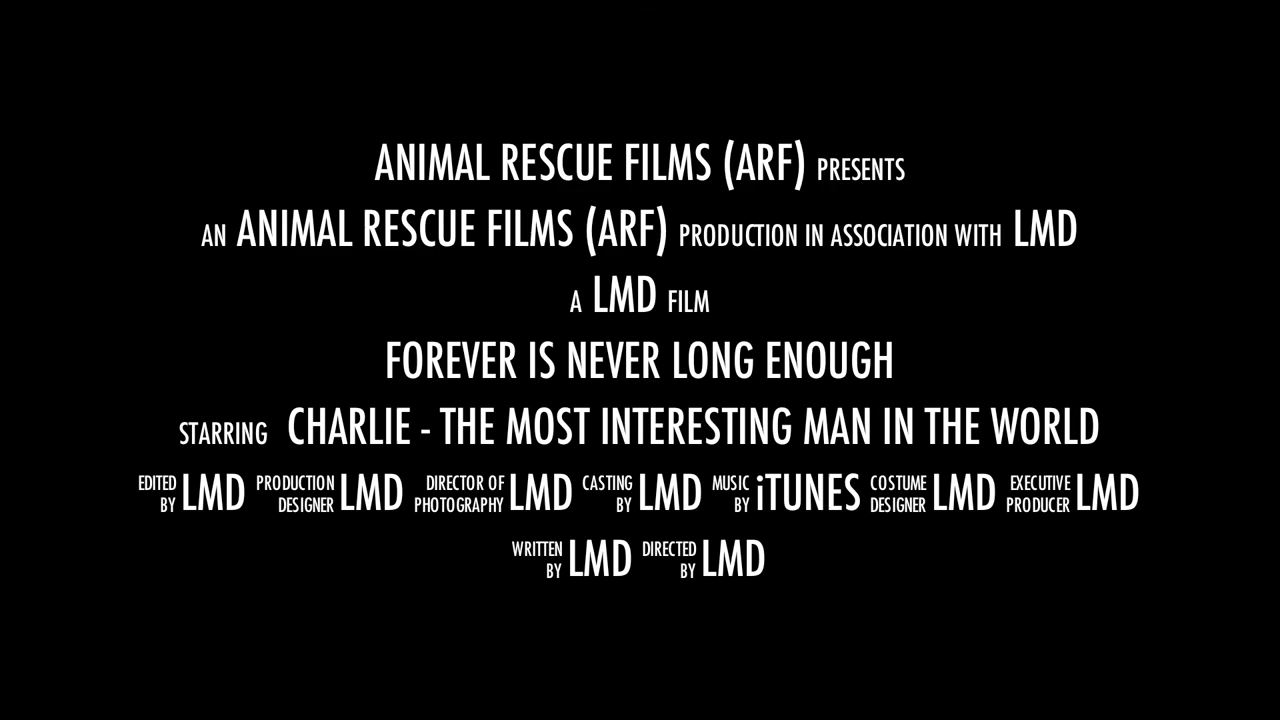 ANIMAL RESCUE FILMS (ARF) PRESENTS
AN ANIMAL RESCUE FILMS (ARF) PRODUCTION IN ASSOCIATION WITH LMD
A LMD FILM
FOREVER IS NEVER LONG ENOUGH
STARRING CHARLIE - THE MOST INTERESTING MAN IN THE WORLD
EDITED BY LMD PRODUCTION DESIGNER LMD DIRECTOR OF PHOTOGRAPHY LMD CASTING BY LMD MUSIC BY iTUNES COSTUME DESIGNER LMD EXECUTIVE PRODUCER LMD
WRITTEN BY LMD DIRECTED BY LMD